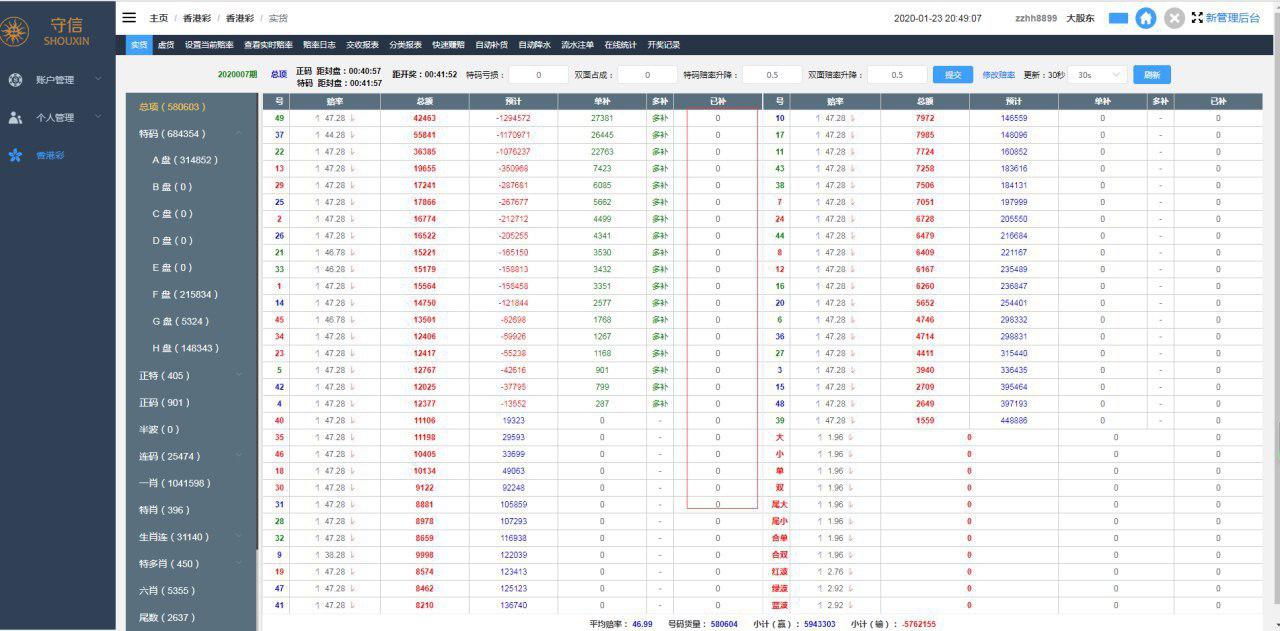 守信
SHOUXIN
主页 / 香港彩 / 香港彩 / 实货
2020-01-23 20:49:07 zzhh8899 大股东 新管理后台
账户管理
个人管理
香港彩
实货 虚货 设置当前赔率 查看实时赔率 赔率日志 交收报表 分类报表 快速赚赔 自动补货 自动降水 流水注单 在线统计 开奖记录
2020007期 总项 正码 距封盘:00:40:57 距开奖:00:41:52 特码亏损: 0 双面占成: 0 特码赔率升降: 0.5 双面赔率升降: 0.5 提交 修改赔率 更新:30秒 30s 刷新
特码 距封盘:00:41:57
总项 ( 580603 )
特码 ( 684354 )
A 盘 ( 314852 )
B 盘 ( 0 )
C 盘 ( 0 )
D 盘 ( 0 )
E 盘 ( 0 )
F 盘 ( 215834 )
G 盘 ( 5324 )
H 盘 ( 148343 )
正特 ( 405 )
正码 ( 901 )
半波 ( 0 )
连码 ( 25474 )
一肖 ( 1041598 )
特肖 ( 396 )
生肖连 ( 31140 )
特多肖 ( 450 )
六肖 ( 5355 )
尾数 ( 2637 )
号 赔率 总额 预计 单补 多补 已补 号 赔率 总额 预计 单补 多补 已补
49 47.28 42463 -1294572 27381 多补 0 10 47.28 7972 146559 0 - 0
37 47.28 55841 -1170971 26445 多补 0 17 47.28 7985 148096 0 - 0
22 47.28 36385 -1076237 22763 多补 0 11 47.28 7724 160852 0 - 0
13 47.28 19655 -350968 7423 多补 0 43 47.28 7258 183616 0 - 0
29 47.28 17241 -287681 6085 多补 0 38 47.28 7506 184131 0 - 0
25 47.28 17866 -267677 5662 多补 0 7 47.28 7051 197999 0 - 0
2 47.28 16774 -212712 4499 多补 0 24 47.28 6728 205550 0 - 0
26 47.28 16522 -205255 4341 多补 0 44 47.28 6479 216684 0 - 0
21 46.78 15221 -165150 3530 多补 0 8 47.28 6409 221167 0 - 0
33 46.28 15179 -158813 3432 多补 0 12 47.28 6167 235489 0 - 0
1 47.28 15564 -158458 3351 多补 0 16 47.28 6260 236847 0 - 0
14 47.28 14750 -121844 2577 多补 0 20 47.28 5652 254401 0 - 0
45 46.78 13501 -82698 1768 多补 0 6 47.28 4746 298332 0 - 0
34 47.28 12406 -59926 1267 多补 0 36 47.28 4714 298831 0 - 0
23 47.28 12417 -55238 1168 多补 0 27 47.28 4411 315440 0 - 0
5 47.28 12767 -42616 901 多补 0 3 47.28 3940 336435 0 - 0
42 47.28 12025 -37795 799 多补 0 15 47.28 2709 395464 0 - 0
4 47.28 12377 -13552 287 多补 0 48 47.28 2649 397193 0 - 0
40 47.28 11106 19323 0 - 0 39 47.28 1559 448886 0 - 0
35 47.28 11198 29593 0 - 0 大 1.96 0 0 0
46 47.28 10405 33699 0 - 0 小 1.96 0 0 0
18 47.28 10134 49063 0 - 0 单 1.96 0 0 0
30 47.28 9122 92248 0 - 0 双 1.96 0 0 0
31 47.28 8881 105859 0 - 0 尾大 1.96 0 0 0
28 47.28 8978 107293 0 - 0 尾小 1.96 0 0 0
32 47.28 8659 116938 0 - 0 合单 1.96 0 0 0
9 38.28 9998 122039 0 - 0 合双 1.96 0 0 0
19 47.28 8574 123413 0 - 0 红波 2.76 0 0 0
47 47.28 8462 125123 0 - 0 绿波 2.92 0 0 0
41 47.28 8210 136740 0 - 0 蓝波 2.92 0 0 0
平均赔率: 46.99 号码货量: 580604 小计(赢): 5943303 小计(输): -5762155